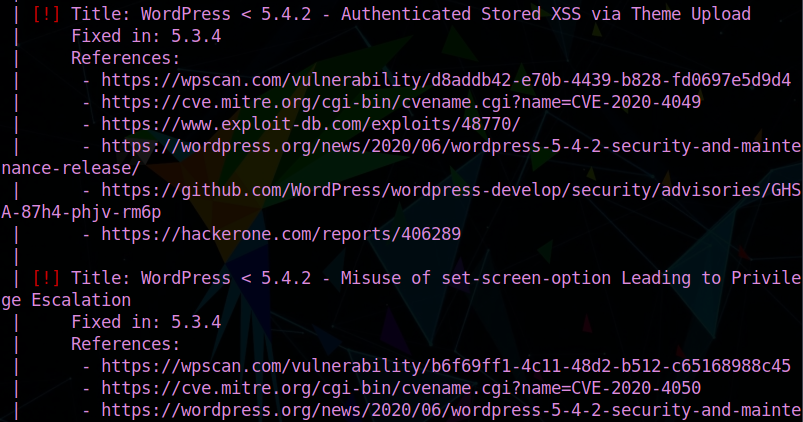 | [!] Title: WordPress < 5.4.2 - Authenticated Stored XSS via Theme Upload
|     Fixed in: 5.3.4
|     References:
|      - https://wpscan.com/vulnerability/d8addb42-e70b-4439-b828-fd0697e5d9d4
|      - https://cve.mitre.org/cgi-bin/cvename.cgi?name=CVE-2020-4049
|      - https://www.exploit-db.com/exploits/48770/
|      - https://wordpress.org/news/2020/06/wordpress-5-4-2-security-and-mainte
nance-release/
|      - https://github.com/WordPress/wordpress-develop/security/advisories/GHS
A-87h4-phjv-rm6p
|      - https://hackerone.com/reports/406289
|
| [!] Title: WordPress < 5.4.2 - Misuse of set-screen-option Leading to Privile
ge Escalation
|     Fixed in: 5.3.4
|     References:
|      - https://wpscan.com/vulnerability/b6f69ff1-4c11-48d2-b512-c65168988c45
|      - https://cve.mitre.org/cgi-bin/cvename.cgi?name=CVE-2020-4050
|      - https://wordpress.org/news/2020/06/wordpress-5-4-2-security-and-mainte